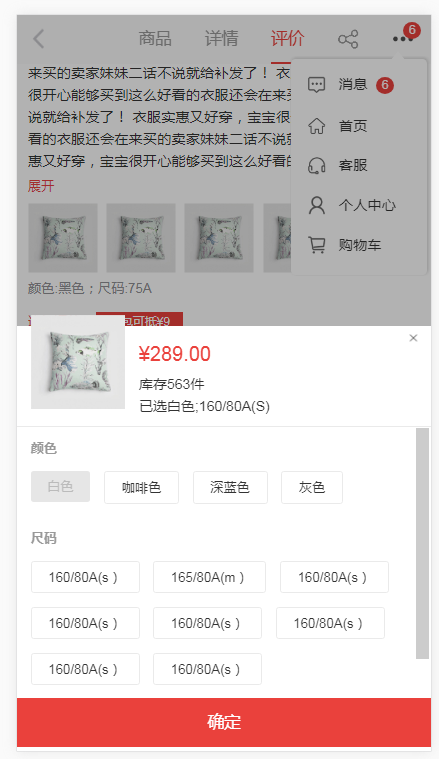 商品 详情 评价 6
来买的卖家妹妹二话不说就给补发了！ 衣
很开心能够买到这么好看的衣服还会在来买
说就给补发了！ 衣服实惠又好穿，宝宝很
看的衣服还会在来买的卖家妹妹二话不说
惠又好穿，宝宝很开心能够买到这么好看的
展开
消息 6
首页
客服
个人中心
购物车
颜色:黑色；尺码:75A
包可抵¥9
×
¥289.00
库存563件
已选白色;160/80A(S)
颜色
白色 咖啡色 深蓝色 灰色
尺码
160/80A(s ) 165/80A(m ) 160/80A(s )
160/80A(s ) 160/80A(s ) 160/80A(s )
160/80A(s ) 160/80A(s )
确定